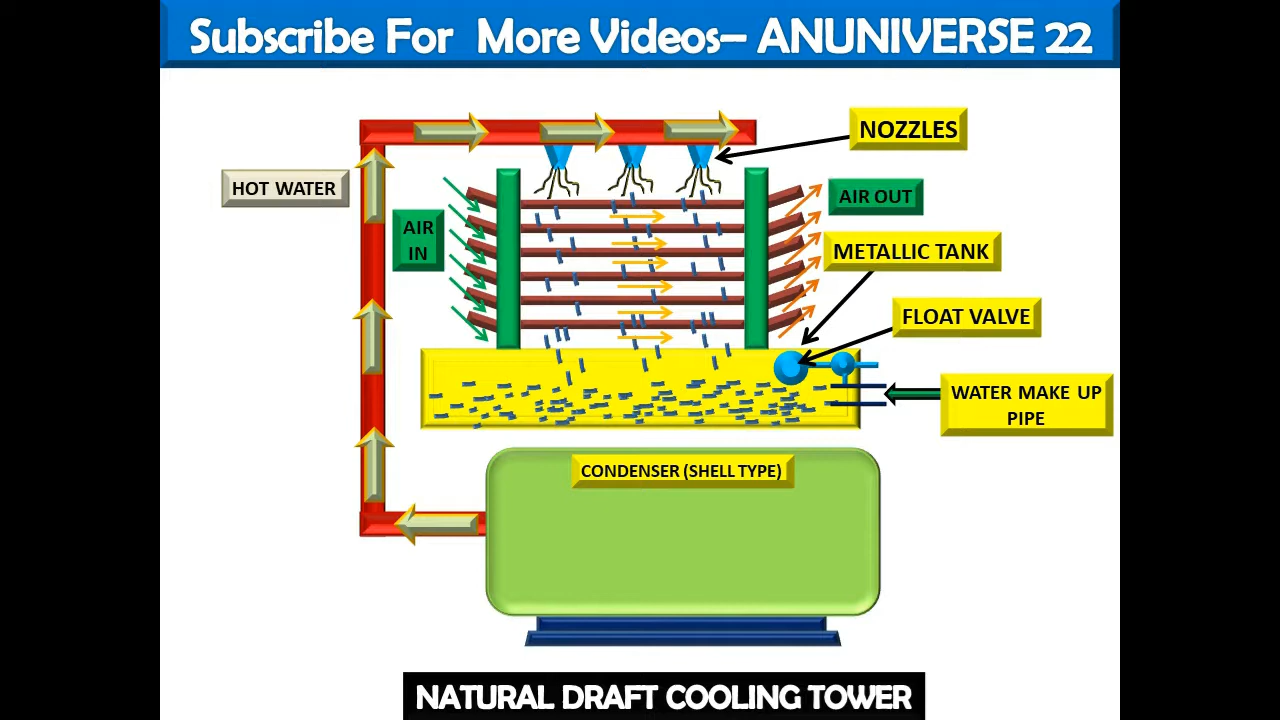 Subscribe For More Videos– ANUNIVERSE 22
NOZZLES
HOT WATER
AIR OUT
AIR
IN
METALLIC TANK
FLOAT VALVE
WATER MAKE UP
PIPE
CONDENSER (SHELL TYPE)
NATURAL DRAFT COOLING TOWER